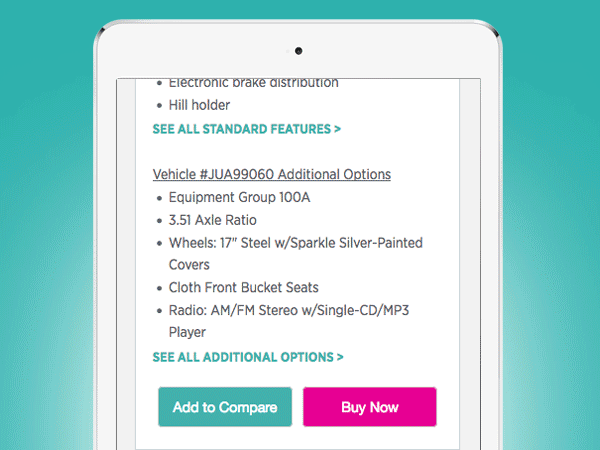 Electronic brake distribution
Hill holder
SEE ALL STANDARD FEATURES >
Vehicle #JUA99060 Additional Options
Equipment Group 100A
3.51 Axle Ratio
Wheels: 17" Steel w/Sparkle Silver-Painted
Covers
Cloth Front Bucket Seats
Radio: AM/FM Stereo w/Single-CD/MP3
Player
SEE ALL ADDITIONAL OPTIONS >
Add to Compare
Buy Now